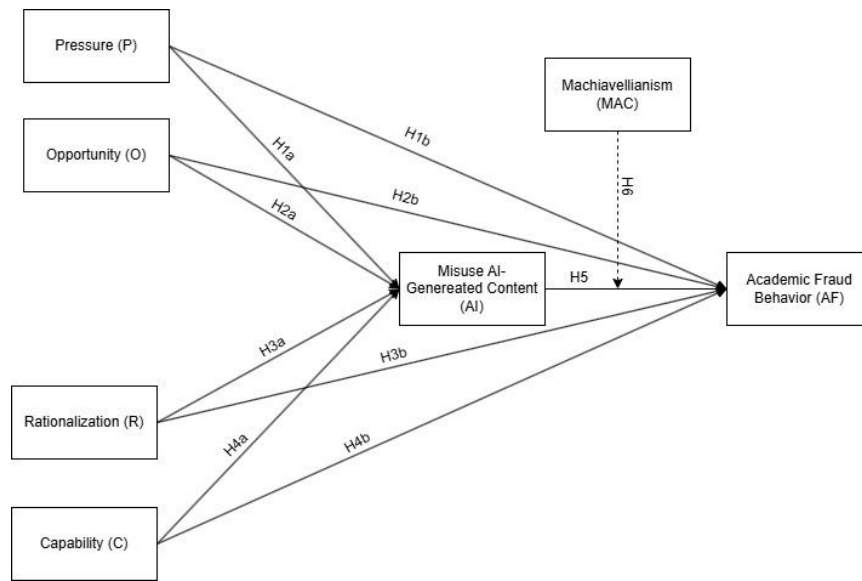 Pressure (P)
Machiavellianism
(MAC)
H1b
Opportunity (O)
H1a
H6
H2b
H2a
Misuse AI-
Genereated Content
(AI)
H5
Academic Fraud
Behavior (AF)
H3a
H3b
Rationalization (R)
H4a
H4b
Capability (C)